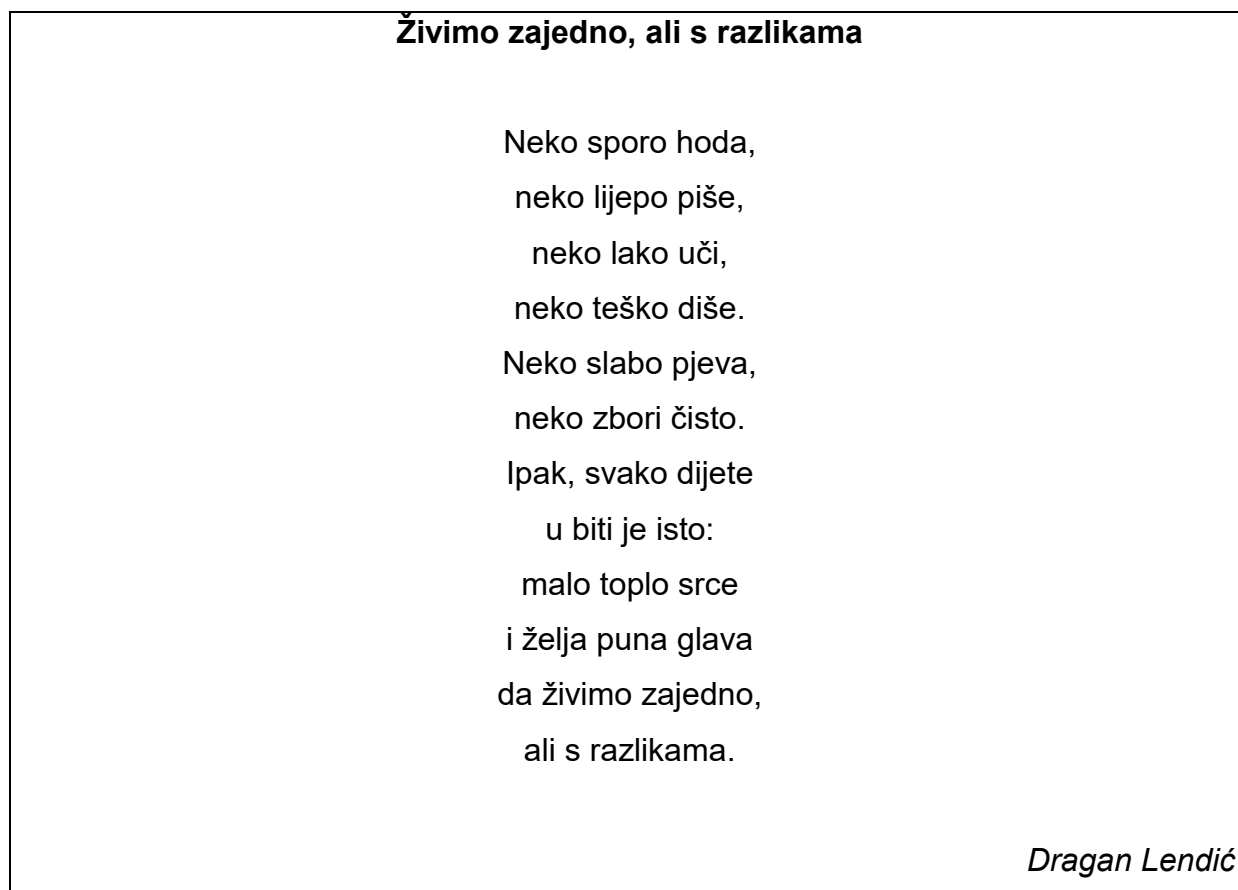 Živimo zajedno, ali s razlikama
Neko sporo hoda,
neko lijepo piše,
neko lako uči,
neko teško diše.
Neko slabo pjeva,
neko zbori čisto.
Ipak, svako dijete
u biti je isto:
malo toplo srce
i želja puna glava
da živimo zajedno,
ali s razlikama.
Dragan Lendić